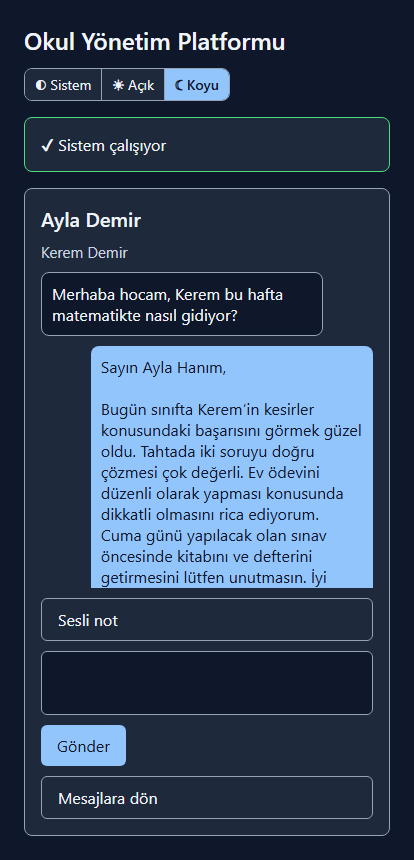 Okul Yönetim Platformu
Sistem
Açık
Koyu
Sistem çalışıyor
Ayla Demir
Kerem Demir
Merhaba hocam, Kerem bu hafta
matematikte nasıl gidiyor?
Sayın Ayla Hanım,
Bugün sınıfta Kerem'in kesirler
konusundaki başarısını görmek güzel
oldu. Tahtada iki soruyu doğru
çözmesi çok değerli. Ev ödevini
düzenli olarak yapması konusunda
dikkatli olmasını rica ediyorum.
Cuma günü yapılacak olan sınav
öncesinde kitabını ve defterini
getirmesini lütfen unutmasın. İyi
Sesli not
Gönder
Mesajlara dön